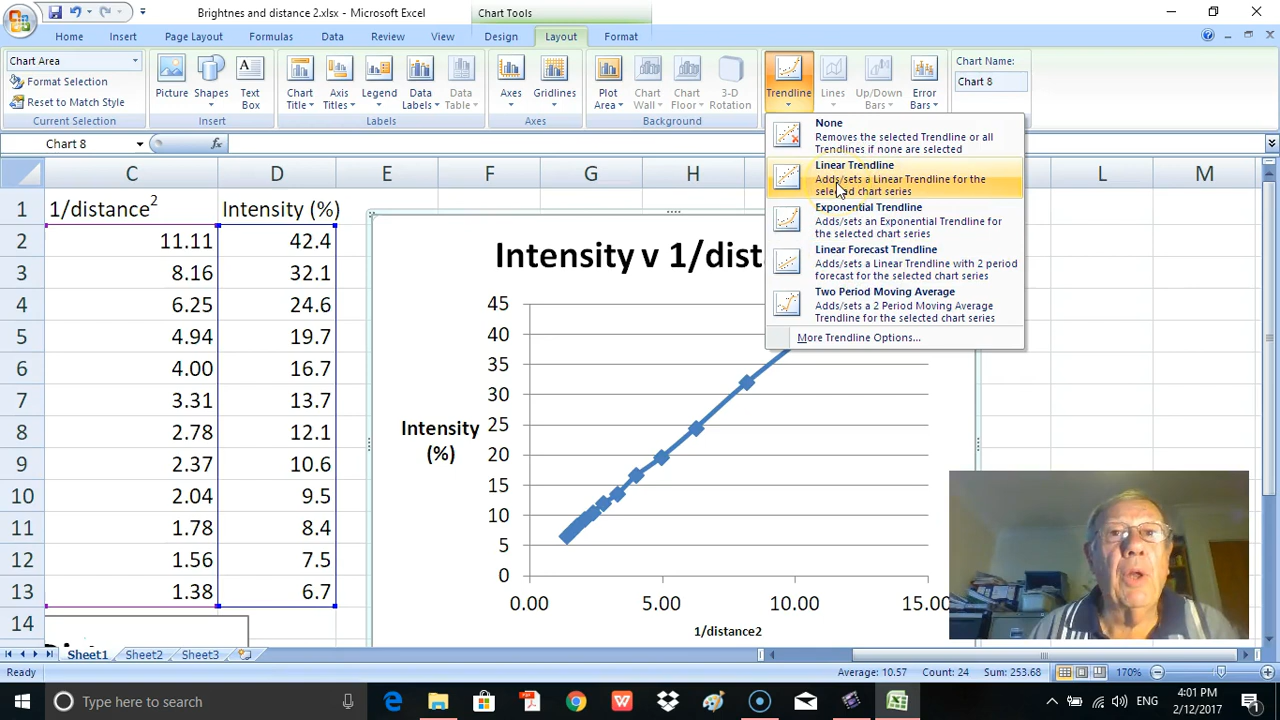 Brightnes and distance 2.xlsx - Microsoft Excel
Chart Tools
Home Insert Page Layout Formulas Data Review View Design Layout Format
Chart Area
Format Selection
Reset to Match Style
Current Selection
Picture Shapes Text Box
Insert
Chart Title Axis Titles Legend Data Labels Data Table
Labels
Axes Gridlines
Axes
Plot Area Chart Wall Chart Floor 3-D Rotation
Background
Trendline Lines Up/Down Bars Error Bars
Chart Name:
Chart 8
Properties
None
Removes the selected Trendline or all
Trendlines if none are selected
Linear Trendline
Adds/sets a Linear Trendline for the
selected chart series
Exponential Trendline
Adds/sets an Exponential Trendline for
the selected chart series
Linear Forecast Trendline
Adds/sets a Linear Trendline with 2 period
forecast for the selected chart series
Two Period Moving Average
Adds/sets a 2 Period Moving Average
Trendline for the selected chart series
More Trendline Options...
Chart 8 fx
C D E F G H L M
1 1/distance2 Intensity (%)
2 11.11 42.4
3 8.16 32.1
4 6.25 24.6
5 4.94 19.7
6 4.00 16.7
7 3.31 13.7
8 2.78 12.1
9 2.37 10.6
10 2.04 9.5
11 1.78 8.4
12 1.56 7.5
13 1.38 6.7
14
Intensity v 1/dist
45
40
35
30
25
20
15
10
5
0
Intensity
(%)
0.00 5.00 10.00 15.00
1/distance2
Sheet1 Sheet2 Sheet3
Ready Average: 10.57 Count: 24 Sum: 253.68 170%
Type here to search
ENG
4:01 PM
2/12/2017